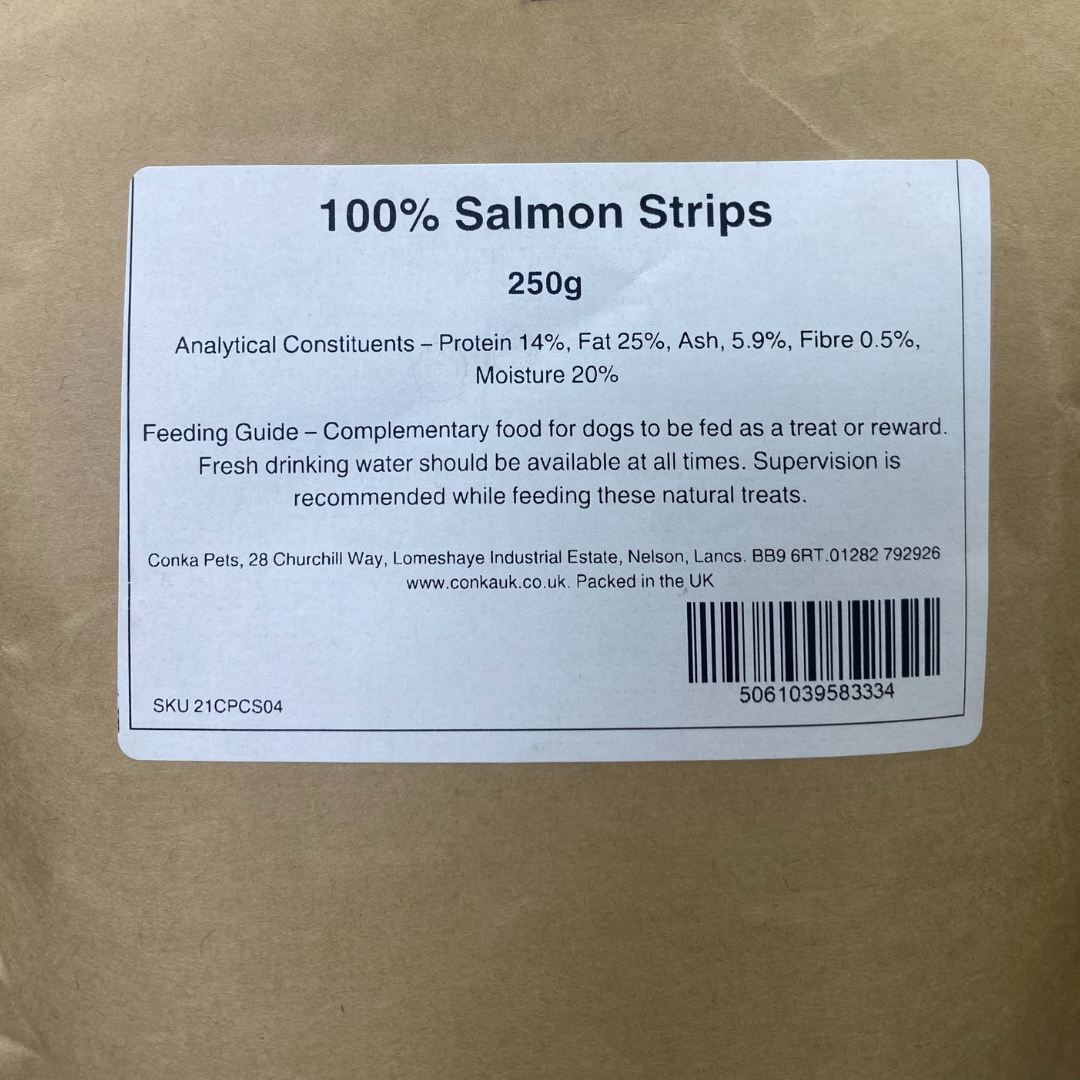 100% Salmon Strips
250g
Analytical Constituents – Protein 14%, Fat 25%, Ash, 5.9%, Fibre 0.5%,
Moisture 20%
Feeding Guide – Complementary food for dogs to be fed as a treat or reward.
Fresh drinking water should be available at all times. Supervision is
recommended while feeding these natural treats.
Conka Pets, 28 Churchill Way, Lomeshaye Industrial Estate, Nelson, Lancs. BB9 6RT.01282 792926
www.conkauk.co.uk. Packed in the UK
5061039583334
SKU 21CPCS04